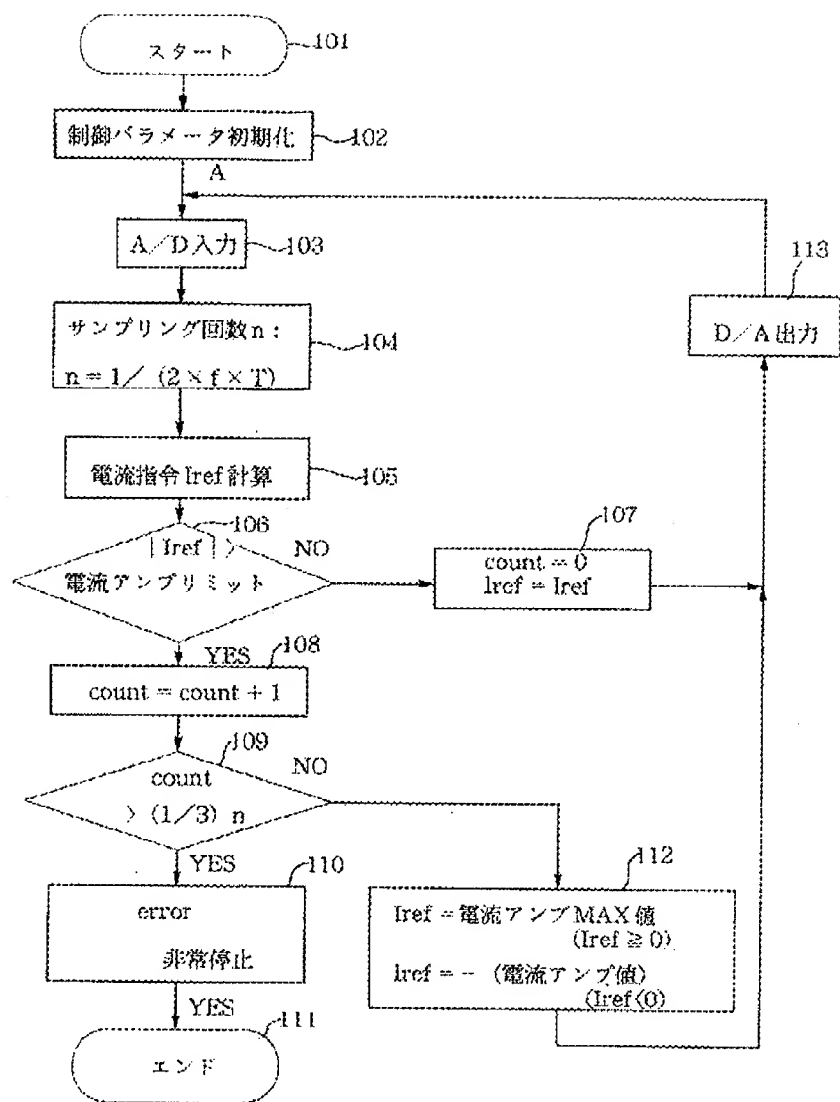 スタート
101
制御パラメータ初期化
102
A
A/D入力
103
113
D/A出力
サンプリング回数n:
n=1/(2×f×T)
104
電流指令Iref計算
105
106
|Iref|>
電流アンプリミット
NO
107
count=0
Iref=Iref
YES
108
count=count+1
109
count
>(1/3)n
NO
YES
110
error
非常停止
112
Iref=電流アンプMAX値
(Iref≧0)
Iref=-(電流アンプ値)
(Iref<0)
YES
111
エンド